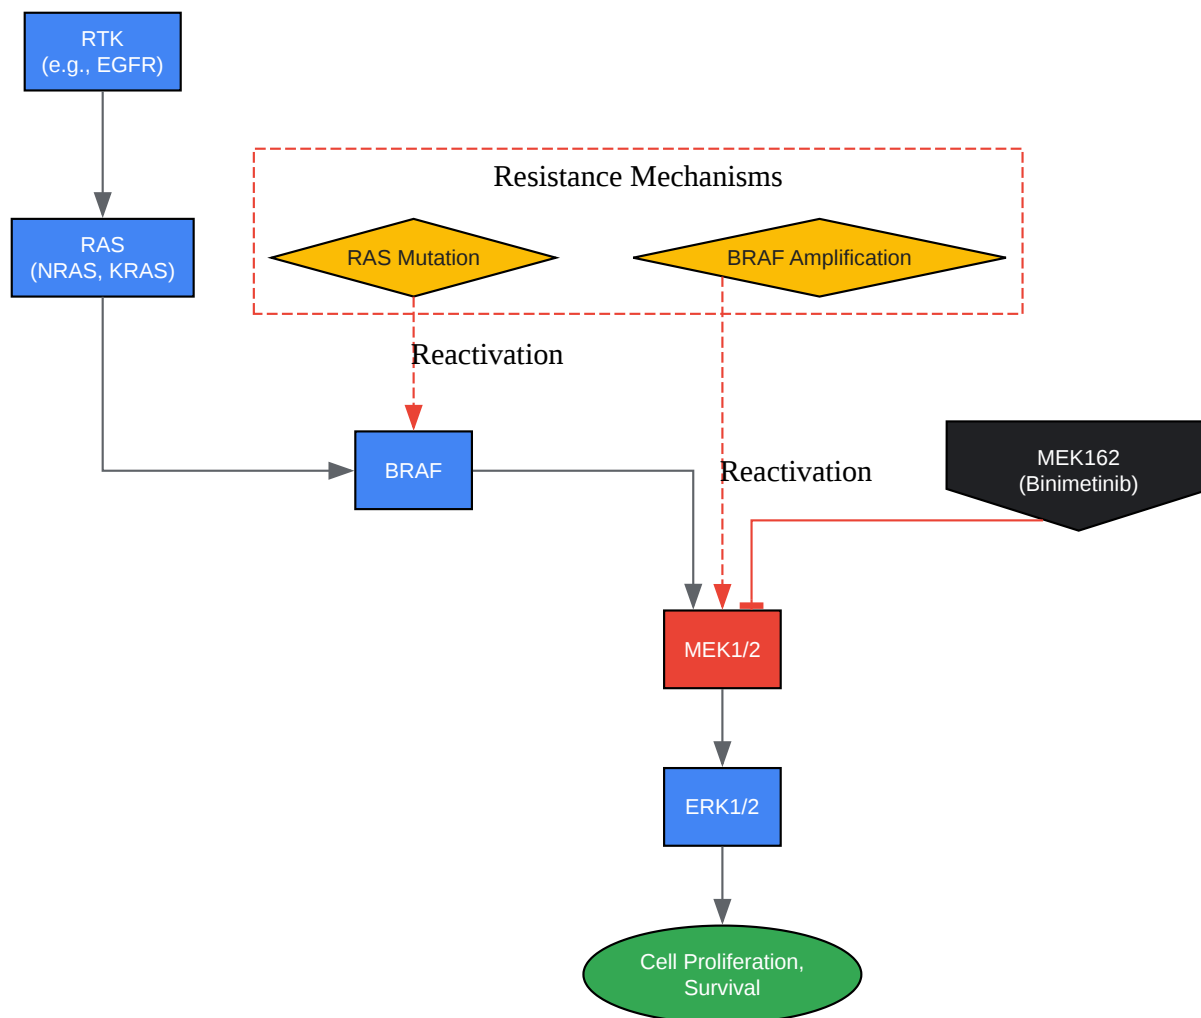 RTK
(e.g., EGFR)
Resistance Mechanisms
RAS
(NRAS, KRAS)
RAS Mutation
BRAF Amplification
Reactivation
BRAF
Reactivation
MEK162
(Binimetinib)
MEK1/2
ERK1/2
Cell Proliferation,
Survival